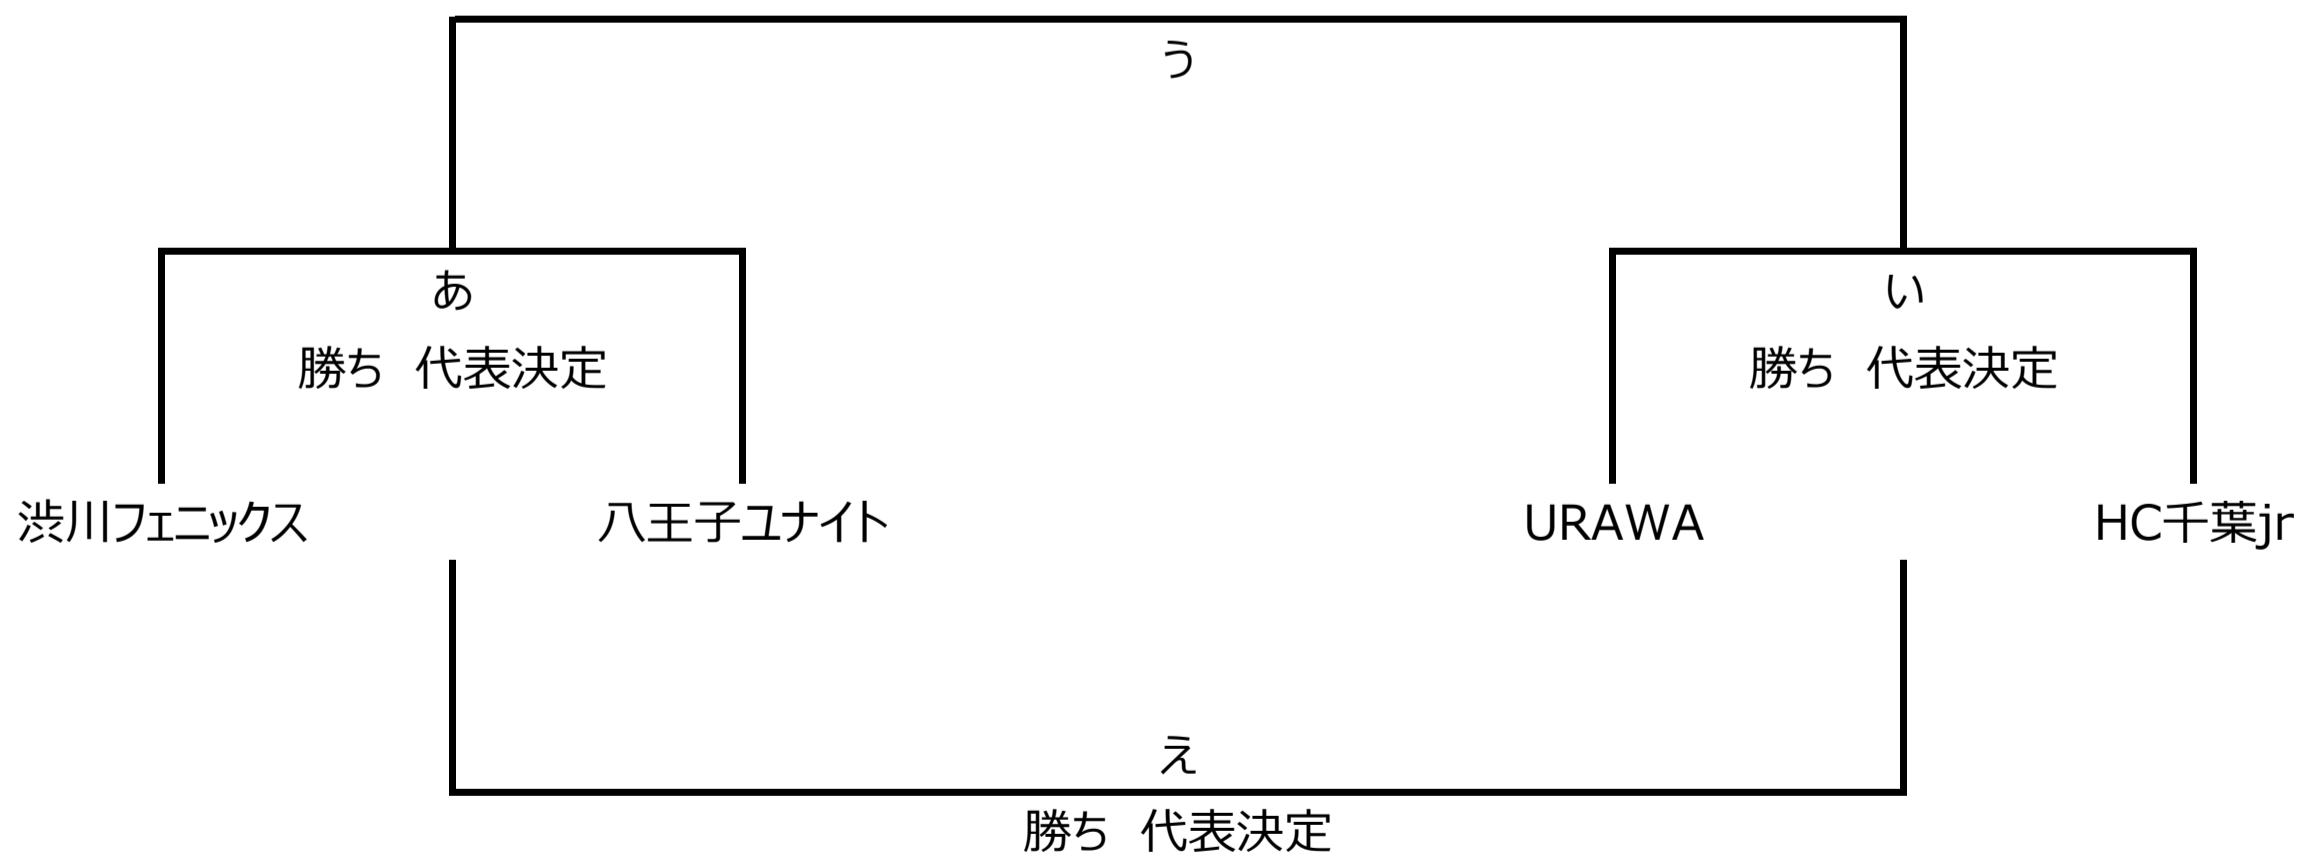 う
あ
い
勝ち　代表決定
勝ち　代表決定
渋川フェニックス
八王子ユナイト
URAWA
HC千葉jr
え
勝ち　代表決定